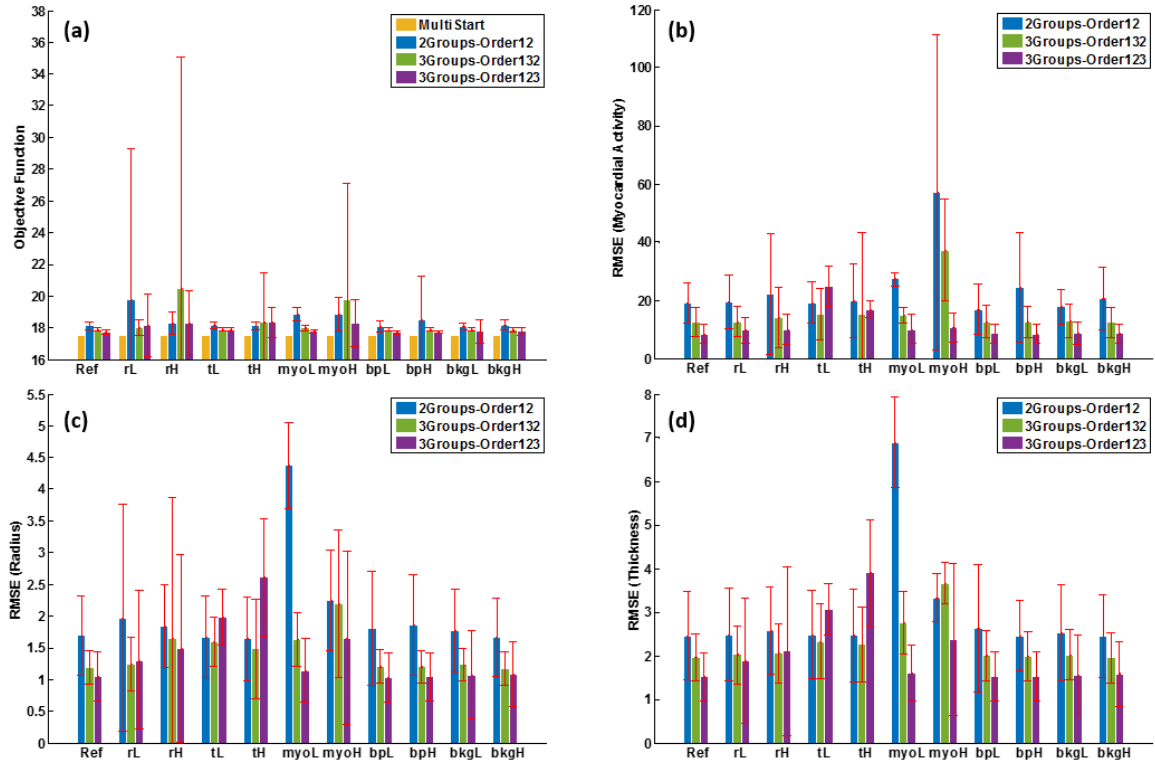 (a)
MultiStart
2Groups-Order12
3Groups-Order132
3Groups-Order123
Objective Function
38
36
34
32
30
28
26
24
22
20
18
16
Ref rL rH tL tH myoL myoH bpL bpH bkgL bkgH
(b)
2Groups-Order12
3Groups-Order132
3Groups-Order123
RMSE (Myocardial Activity)
120
100
80
60
40
20
0
Ref rL rH tL tH myoL myoH bpL bpH bkgL bkgH
(c)
2Groups-Order12
3Groups-Order132
3Groups-Order123
RMSE (Radius)
5.5
5
4.5
4
3.5
3
2.5
2
1.5
1
0.5
0
Ref rL rH tL tH myoL myoH bpL bpH bkgL bkgH
(d)
2Groups-Order12
3Groups-Order132
3Groups-Order123
RMSE (Thickness)
8
7
6
5
4
3
2
1
0
Ref rL rH tL tH myoL myoH bpL bpH bkgL bkgH